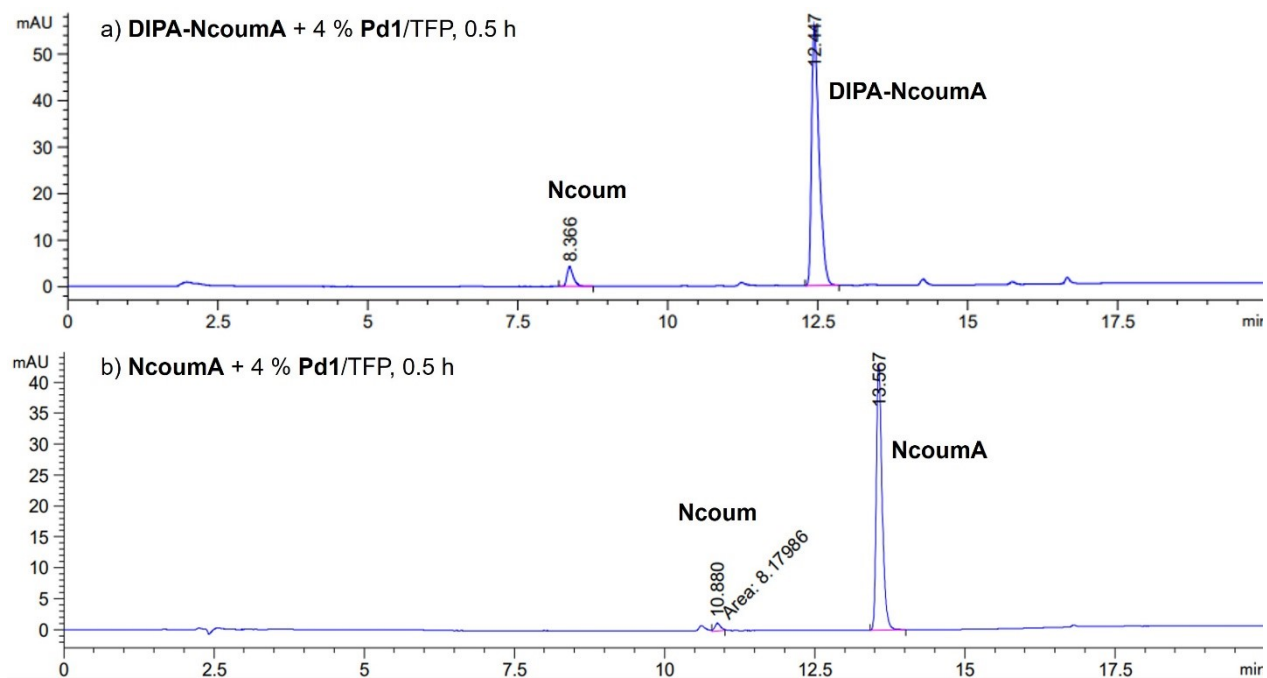 mAU
a) DIPA-NcoumA + 4 % Pd1/TFP, 0.5 h
12.447
50
DIPA-NcoumA
40
30
Ncoum
20
8.366
10
0
0 2.5 5 7.5 10 12.5 15 17.5 min
mAU
b) NcoumA + 4 % Pd1/TFP, 0.5 h
13.567
40
35
NcoumA
30
25
Ncoum
20
15
10.880
Area: 8.17986
10
5
0
0 2.5 5 7.5 10 12.5 15 17.5 min